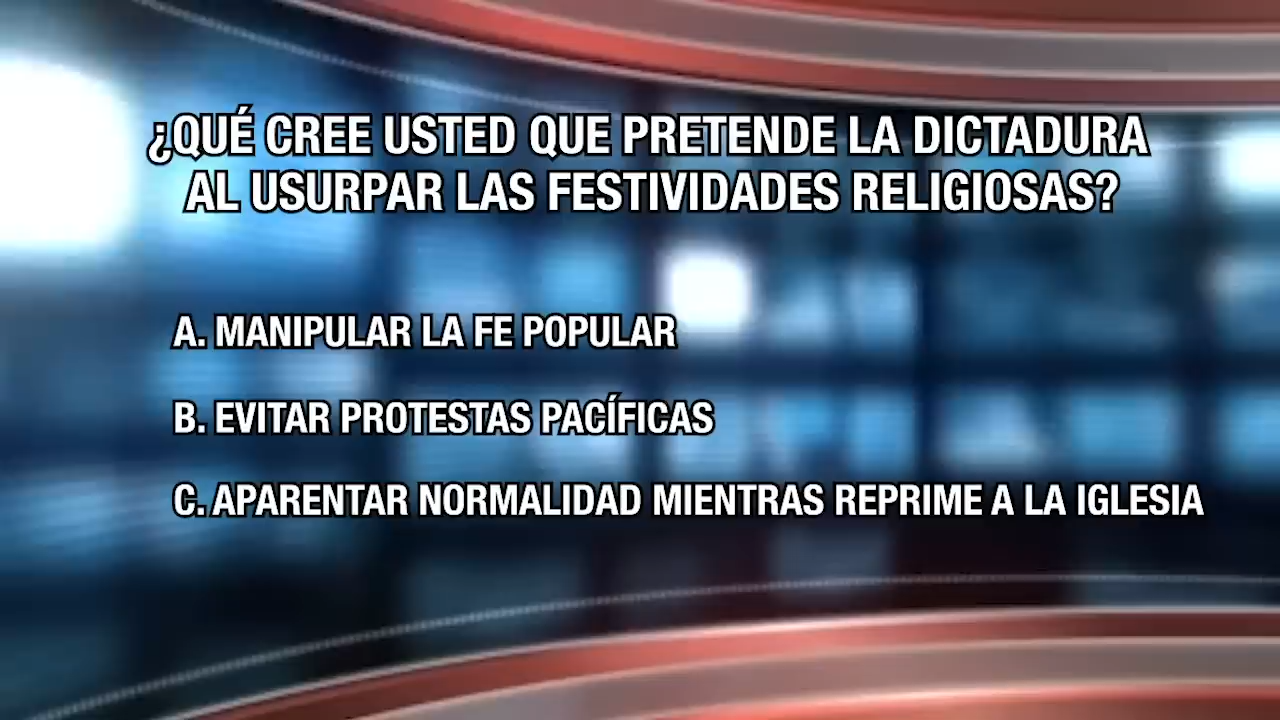 ¿QUÉ CREE USTED QUE PRETENDE LA DICTADURA
AL USURPAR LAS FESTIVIDADES RELIGIOSAS?
A. MANIPULAR LA FE POPULAR
B. EVITAR PROTESTAS PACÍFICAS
C. APARENTAR NORMALIDAD MIENTRAS REPRIME A LA IGLESIA